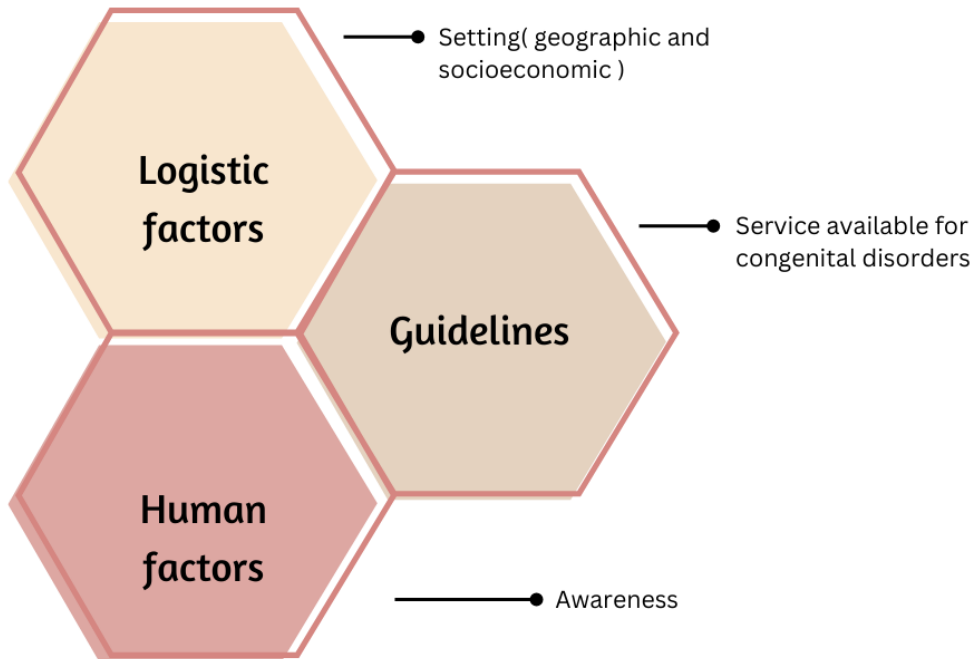 Setting( geographic and
socioeconomic )
Logistic
factors
Service available for
congenital disorders
Guidelines
Human
factors
Awareness